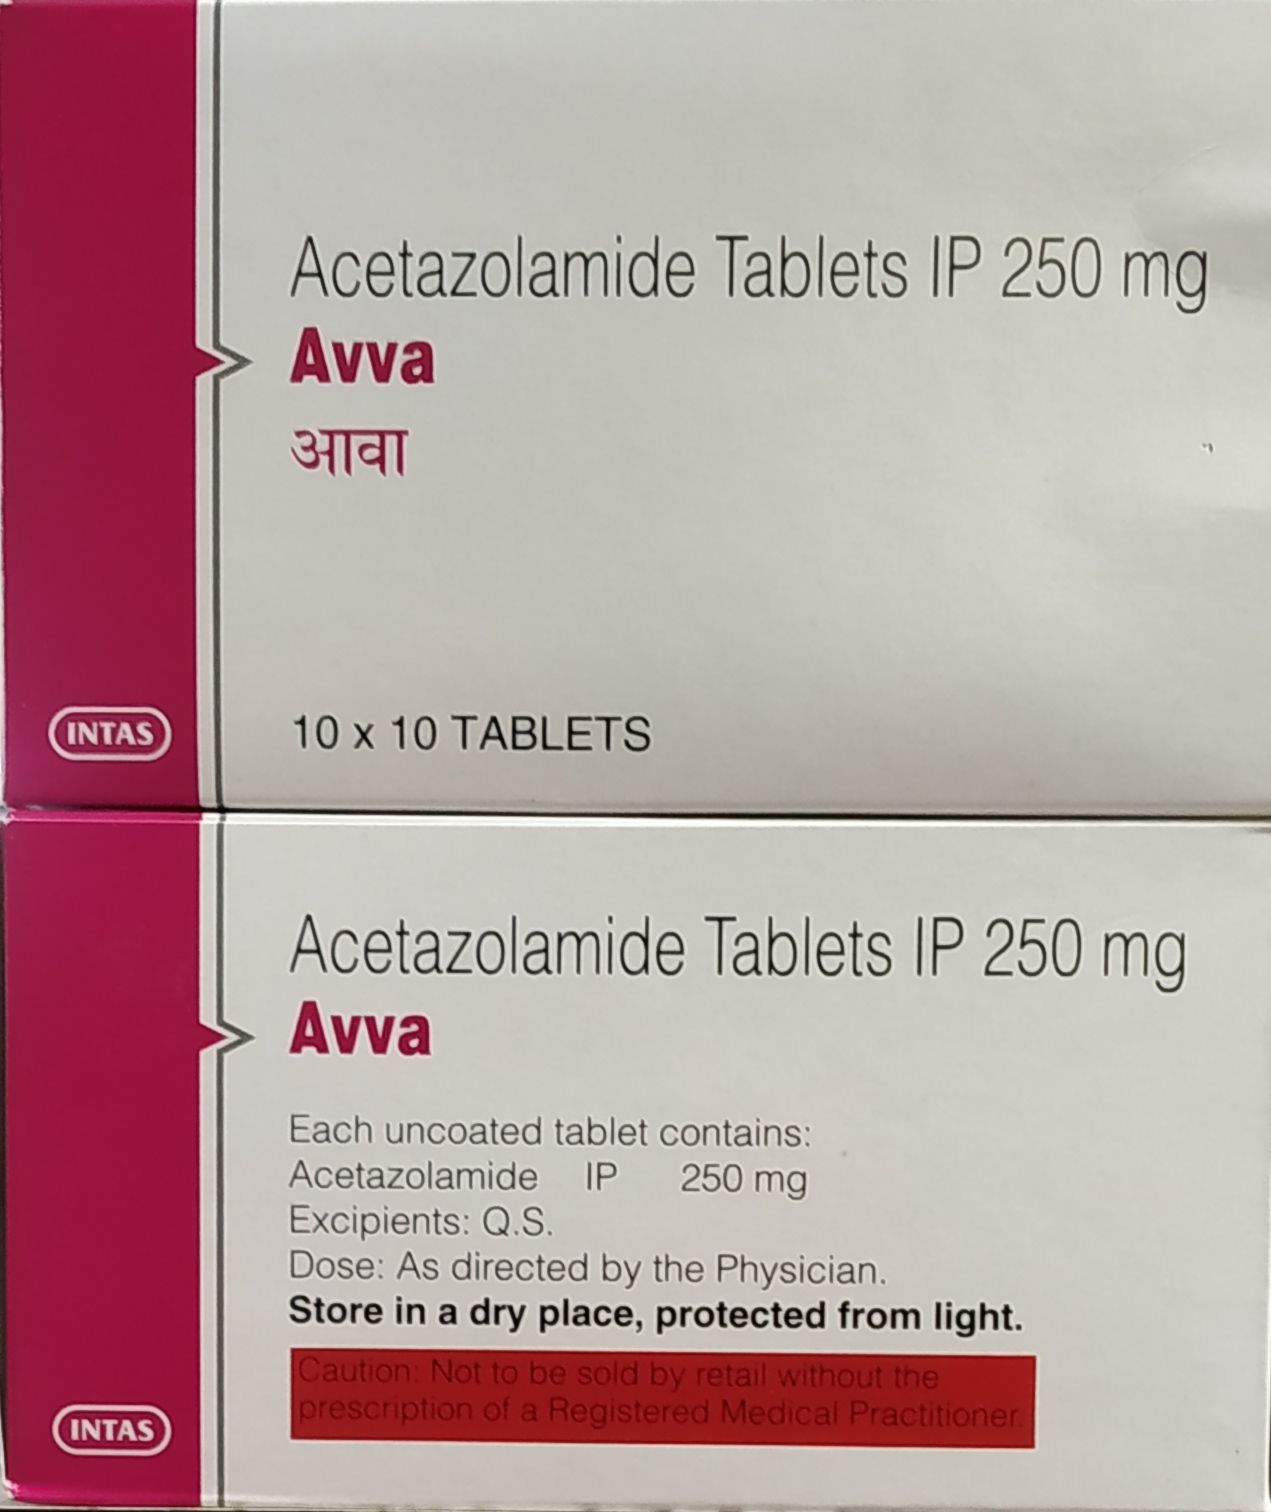 Acetazolamide Tablets IP 250 mg
Avva
आवा
INTAS
10 x 10 TABLETS
Acetazolamide Tablets IP 250 mg
Avva
Each uncoated tablet contains:
Acetazolamide IP 250 mg
Excipients: Q.S.
Dose: As directed by the Physician.
Store in a dry place, protected from light.
Caution: Not to be sold by retail without the
prescription of a Registered Medical Practitioner.
INTAS